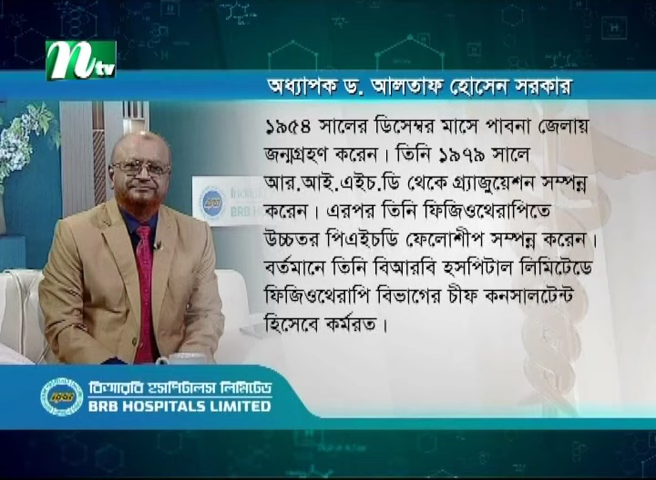 ntv
অধ্যাপক ড. আলতাফ হোসেন সরকার
১৯৫৪ সালের ডিসেম্বর মাসে পাবনা জেলায়
জন্মগ্রহণ করেন। তিনি ১৯৭৯ সালে
আর.আই.এইচ.ডি থেকে গ্র্যাজুয়েশন সম্পন্ন
করেন। এরপর তিনি ফিজিওথেরাপিতে
উচ্চতর পিএইচডি ফেলোশীপ সম্পন্ন করেন।
বর্তমানে তিনি বিআরবি হসপিটাল লিমিটেডে
ফিজিওথেরাপি বিভাগের চীফ কনসালটেন্ট
হিসেবে কর্মরত।
BRB
বিআরবি হসপিটালস লিমিটেড
BRB HOSPITALS LIMITED